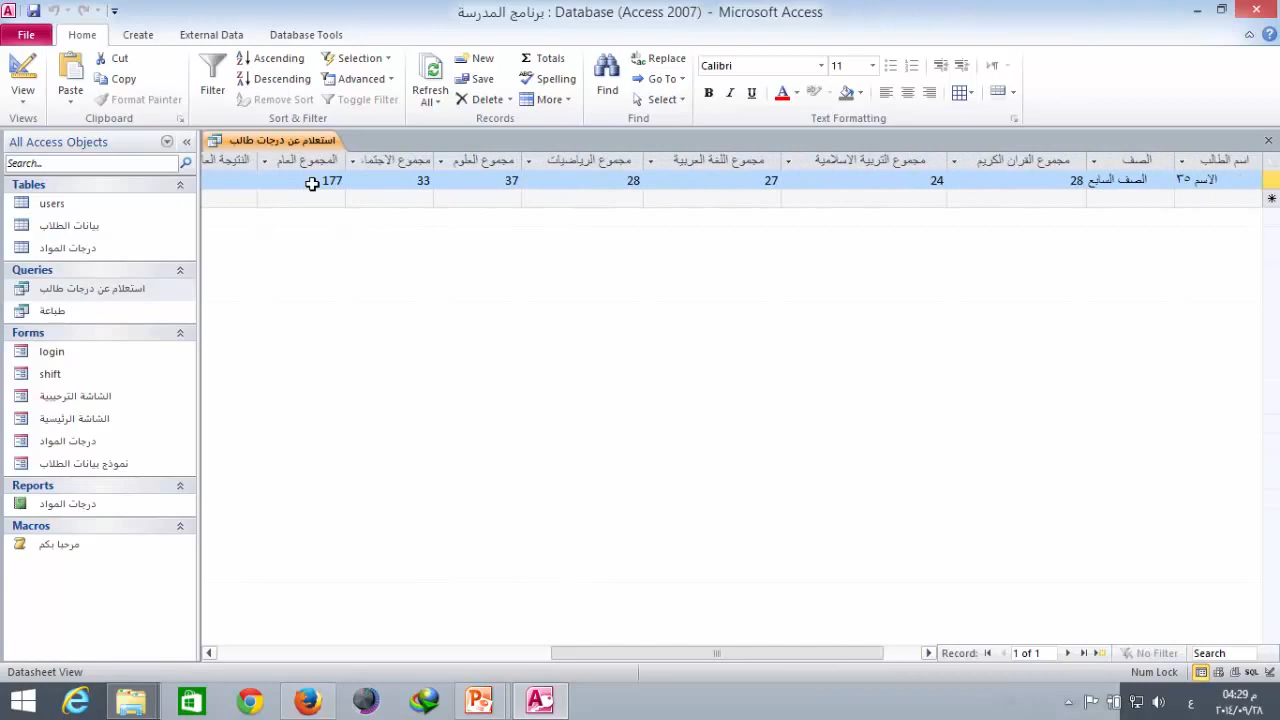 برنامج المدرسة : Database (Access 2007) - Microsoft Access
File Home Create External Data Database Tools
View
Views
Paste
Cut
Copy
Format Painter
Clipboard
Filter
Ascending
Descending
Remove Sort
Selection
Advanced
Toggle Filter
Sort & Filter
Refresh All
New
Save
Delete
Totals
Spelling
More
Records
Find
Replace
Go To
Select
Find
Calibri 11
B I U
A
Text Formatting
All Access Objects
Search...
Tables
users
بيانات الطلاب
درجات المواد
Queries
استعلام عن درجات طالب
طباعة
Forms
login
shift
الشاشة الترحيبية
الشاشة الرئيسية
درجات المواد
نموذج بيانات الطلاب
Reports
درجات المواد
Macros
مرحبا بكم
استعلام عن درجات طالب
اسم الطالب الصف مجموع القران الكريم مجموع التربية الاسلامية مجموع اللغة العربية مجموع الرياضيات مجموع العلوم مجموع الاجتما المجموع العام النتيجة العا
الاسم ٣٥ الصف السابع 28 24 27 28 37 33 177
Record: 1 of 1 No Filter Search
Datasheet View
Num Lock
SQL
ع
04:29 م
٢٠١٤/٠٩/٢٨